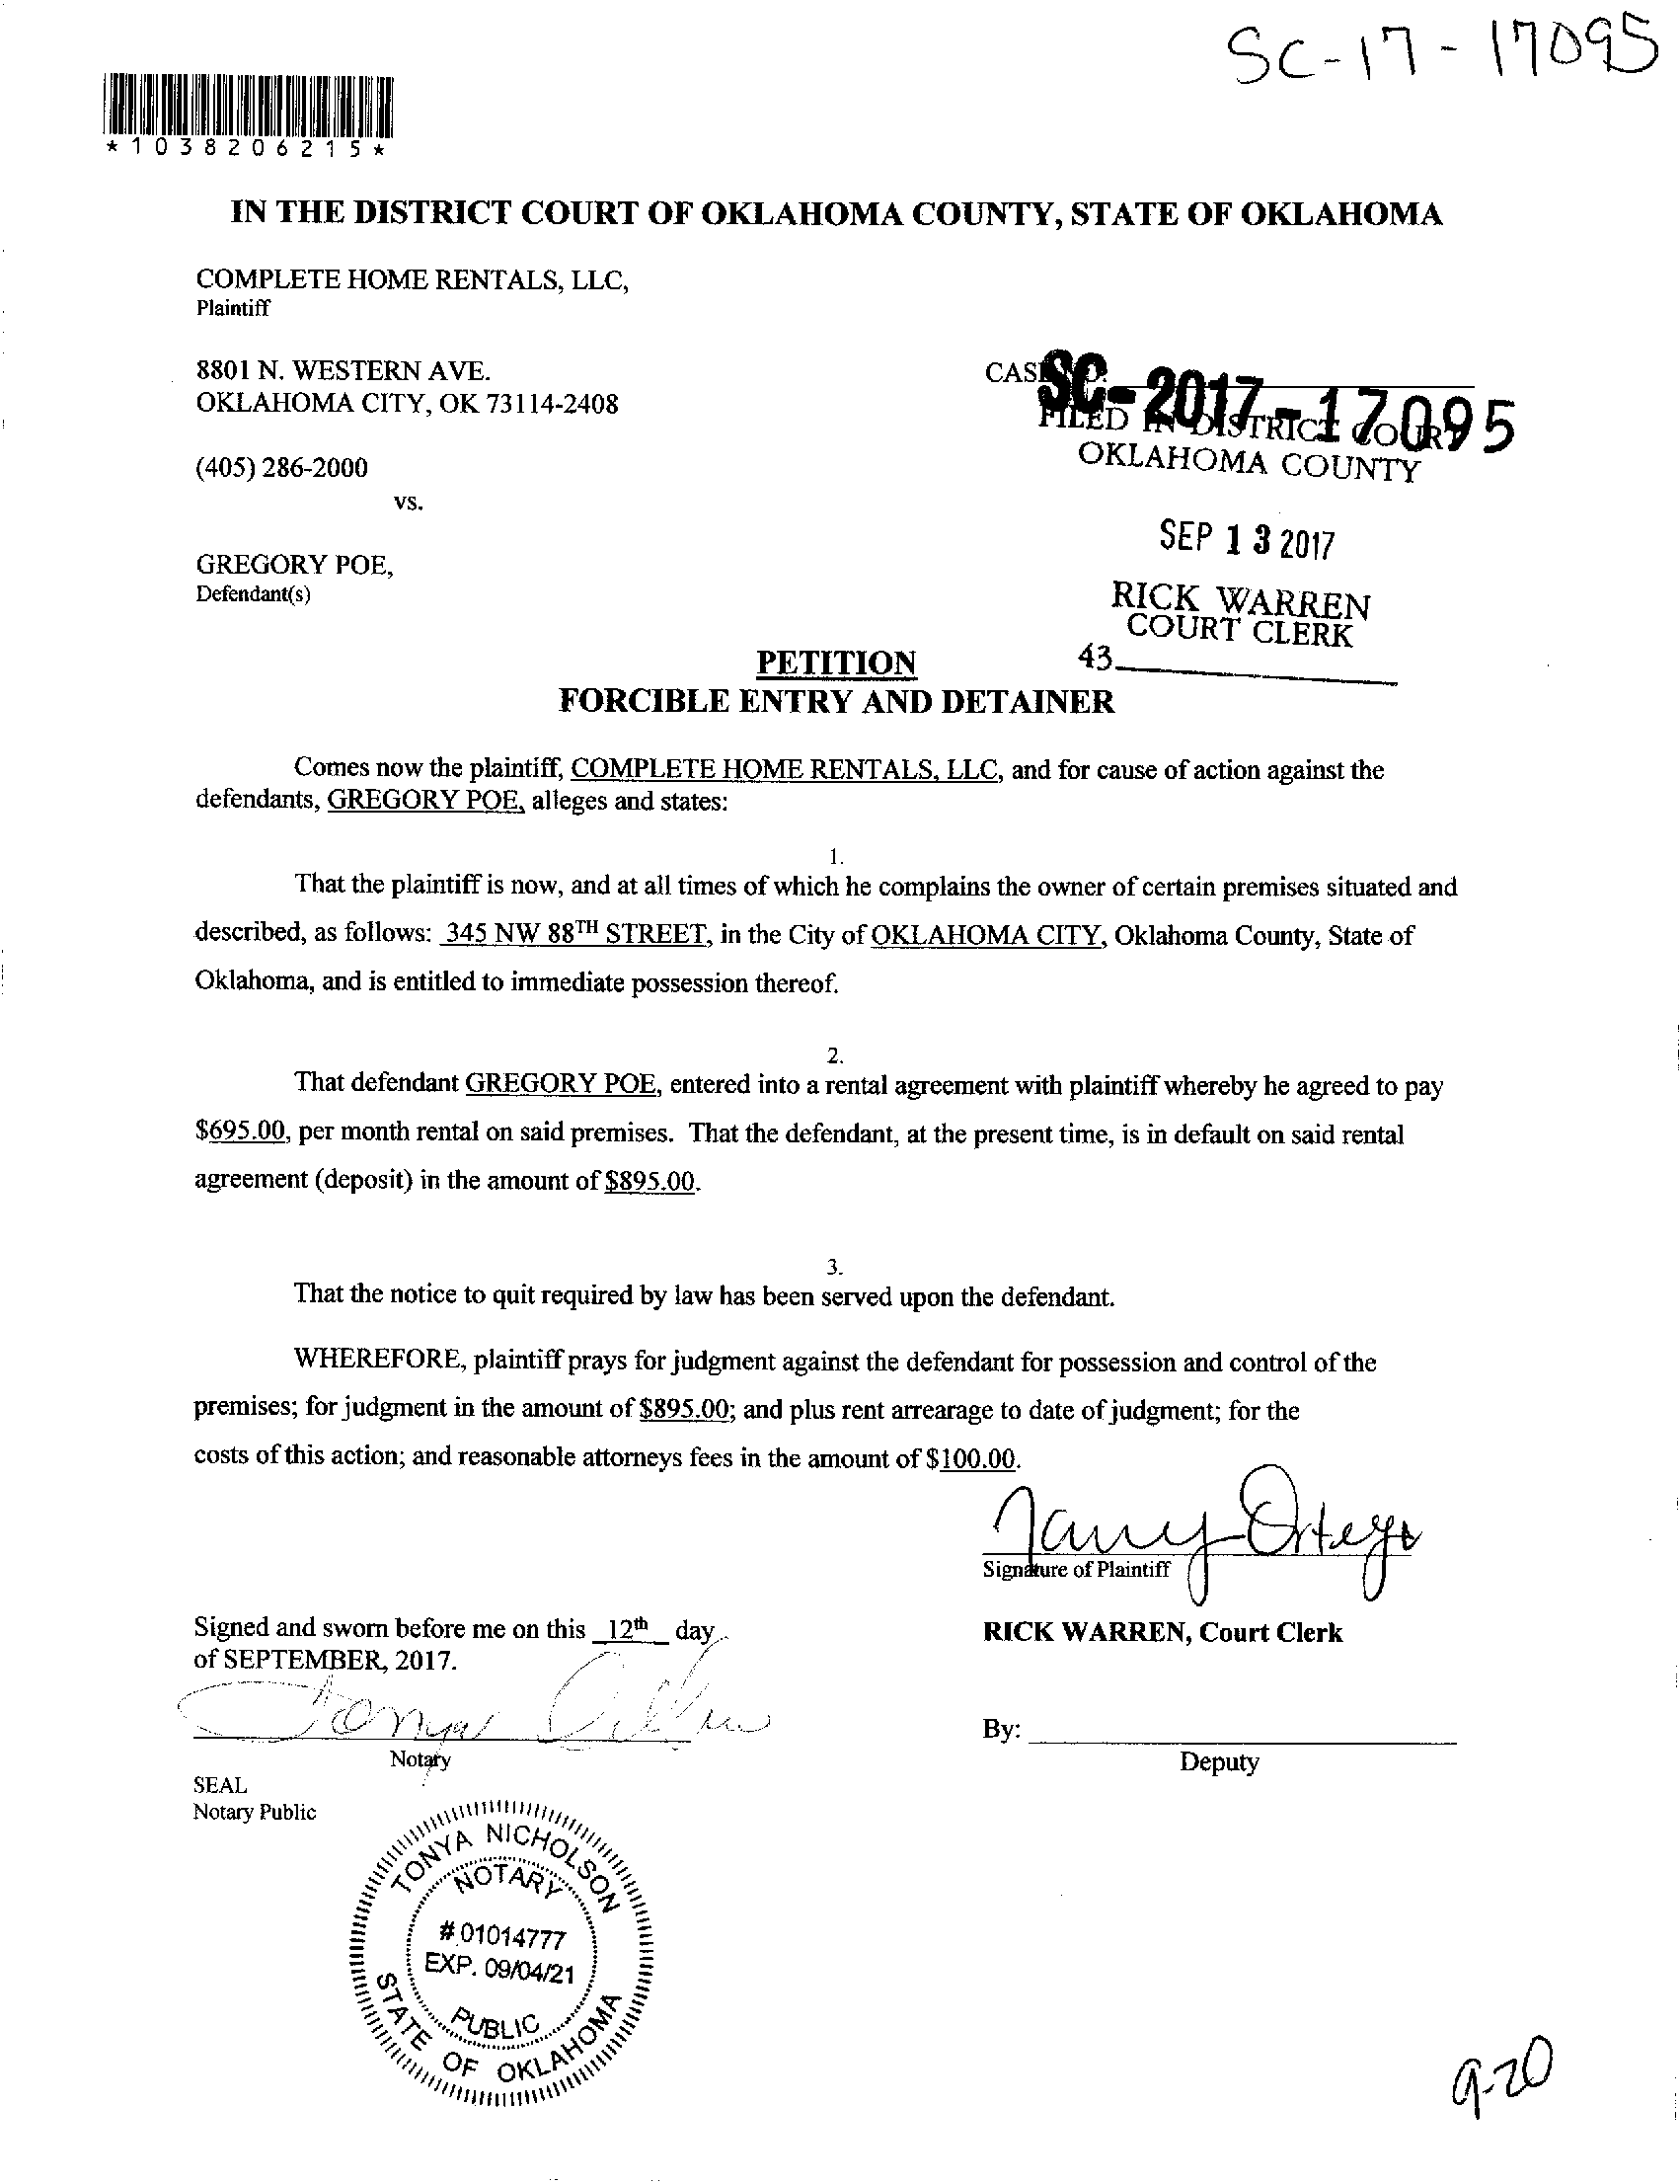 SC-17-17095
*1038206215*
IN THE DISTRICT COURT OF OKLAHOMA COUNTY, STATE OF OKLAHOMA
COMPLETE HOME RENTALS, LLC,
Plaintiff
8801 N. WESTERN AVE.
OKLAHOMA CITY, OK 73114-2408
(405) 286-2000
vs.
GREGORY POE,
Defendant(s)
CASE NO.
SC-2017-17095
FILED IN DISTRICT COURT
OKLAHOMA COUNTY
SEP 13 2017
RICK WARREN
COURT CLERK
43
PETITION
FORCIBLE ENTRY AND DETAINER
Comes now the plaintiff, COMPLETE HOME RENTALS, LLC, and for cause of action against the
defendants, GREGORY POE, alleges and states:
1.
That the plaintiff is now, and at all times of which he complains the owner of certain premises situated and
described, as follows: 345 NW 88TH STREET, in the City of OKLAHOMA CITY, Oklahoma County, State of
Oklahoma, and is entitled to immediate possession thereof.
2.
That defendant GREGORY POE, entered into a rental agreement with plaintiff whereby he agreed to pay
$695.00, per month rental on said premises. That the defendant, at the present time, is in default on said rental
agreement (deposit) in the amount of $895.00.
3.
That the notice to quit required by law has been served upon the defendant.
WHEREFORE, plaintiff prays for judgment against the defendant for possession and control of the
premises; for judgment in the amount of $895.00; and plus rent arrearage to date of judgment; for the
costs of this action; and reasonable attorneys fees in the amount of $100.00.
Ortega
Signature of Plaintiff
Signed and sworn before me on this 12th day
of SEPTEMBER, 2017.
RICK WARREN, Court Clerk
Tonya
Notary
By:
Deputy
SEAL
Notary Public
TONYA NICHOLSON
NOTARY
#01014777
EXP. 09/04/21
PUBLIC
STATE OF OKLAHOMA
9-20